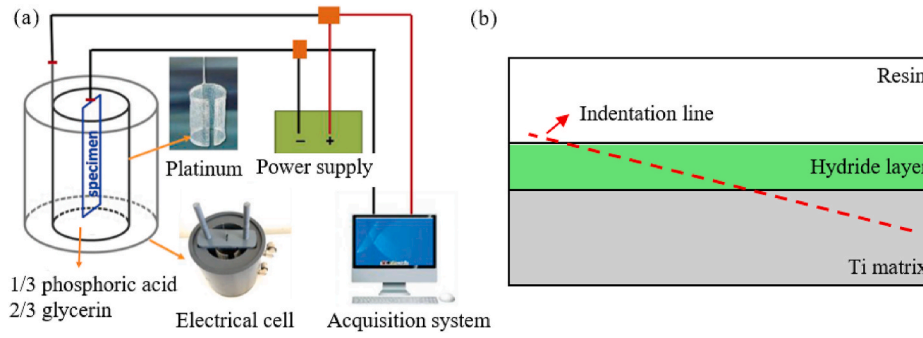 (a)
specimen
Platinum
−
+
Power supply
1/3 phosphoric acid
2/3 glycerin
Electrical cell
Acquisition system
(b)
Resin
Indentation line
Hydride layer
Ti matrix